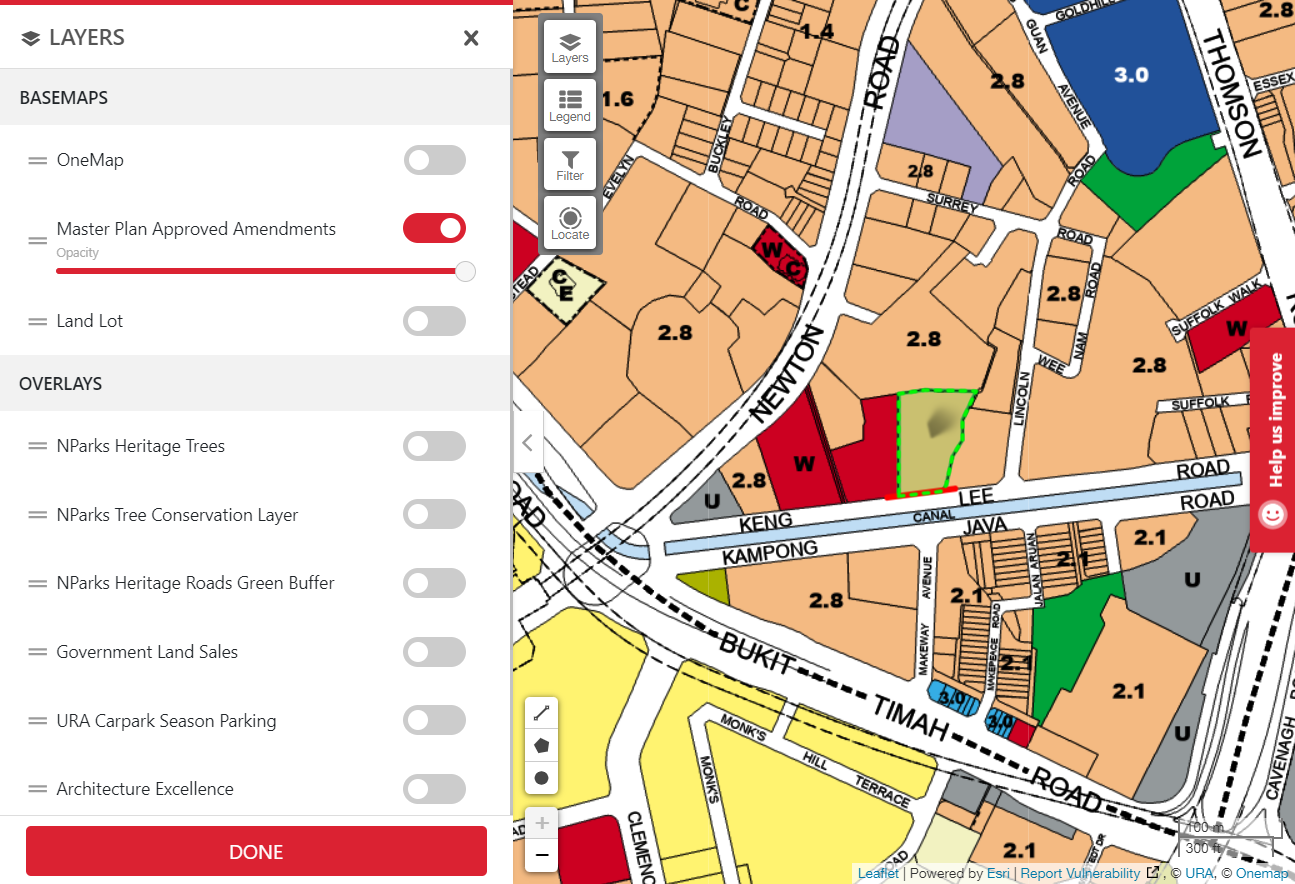 LAYERS
BASEMAPS
OneMap
Master Plan Approved Amendments
Opacity
Land Lot
OVERLAYS
NParks Heritage Trees
NParks Tree Conservation Layer
NParks Heritage Roads Green Buffer
Government Land Sales
URA Carpark Season Parking
Architecture Excellence
DONE
Layers
Legend
Filter
Locate
C
1.4
1.6
ROAD
BUCKLEY
EVELYN
ROAD
W
C
STEAD
C
E
2.8
NEWTON
2.8
2.8
SURREY
ROAD
GUAN
AVENUE
ROAD
GOLDHILL
3.0
THOMSON
2.8
ESSEX
2.8
NAM
ROAD
WEE
LINCOLN
2.8
2.8
SUFFOLK WALK
W
SUFFOLK
Help us improve
W
2.8
U
KENG
LEE
ROAD
CANAL
KAMPONG
JAVA
ROAD
ROAD
2.8
MAKEWAY
AVENUE
2.1
MAKEPEACE
ROAD
JALAN ARUAN
2.1
2.1
2.1
U
2.1
U
3.0
3.0
BUKIT
TIMAH
ROAD
MONK'S
HILL
TERRACE
MONK'S
CLEMENC
ROAD
AD
2.1
CAVENAGH
100 m
300 ft
+
−
Leaflet | Powered by Esri | Report Vulnerability , © URA, © Onemap